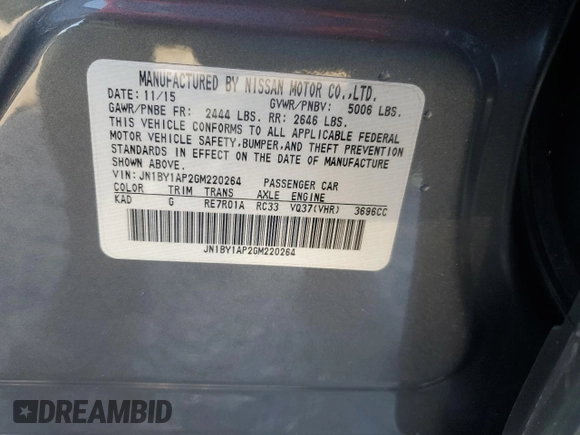 MANUFACTURED BY NISSAN MOTOR CO.,LTD.
DATE: 11/15 GVWR/PNBV: 5006 LBS.
GAWR/PNBE FR: 2444 LBS. RR: 2646 LBS.
THIS VEHICLE CONFORMS TO ALL APPLICABLE FEDERAL
MOTOR VEHICLE SAFETY, BUMPER, AND THEFT PREVENTION
STANDARDS IN EFFECT ON THE DATE OF MANUFACTURE
SHOWN ABOVE.
VIN: JN1BY1AP2GM220264 PASSENGER CAR
COLOR TRIM TRANS AXLE ENGINE
KAD G RE7R01A RC33 VQ37(VHR) 3696CC
JN1BY1AP2GM220264
DREAMBID